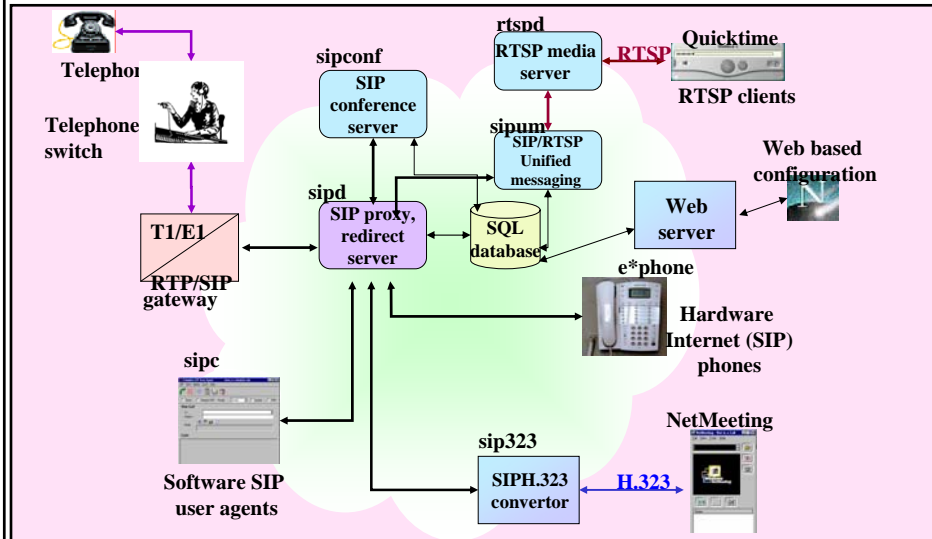 rtspd
RTSP media
server
RTSP
Quicktime
RTSP clients
Telephon
sipconf
SIP
conference
server
Telephone
switch
sipum
SIP/RTSP
Unified
messaging
Web based
configuration
N
sipd
SIP proxy,
redirect
server
SQL
database
Web
server
T1/E1
RTP/SIP
gateway
e*phone
Hardware
Internet (SIP)
phones
sipc
Software SIP
user agents
sip323
SIPH.323
convertor
H.323
NetMeeting